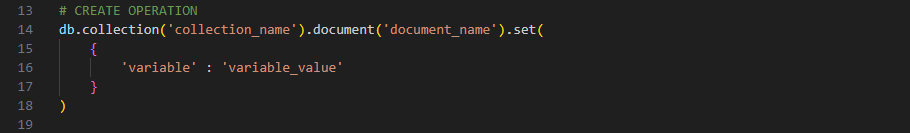 13 # CREATE OPERATION
14 db.collection('collection_name').document('document_name').set(
15     {
16         'variable' : 'variable_value'
17     }
18 )
19